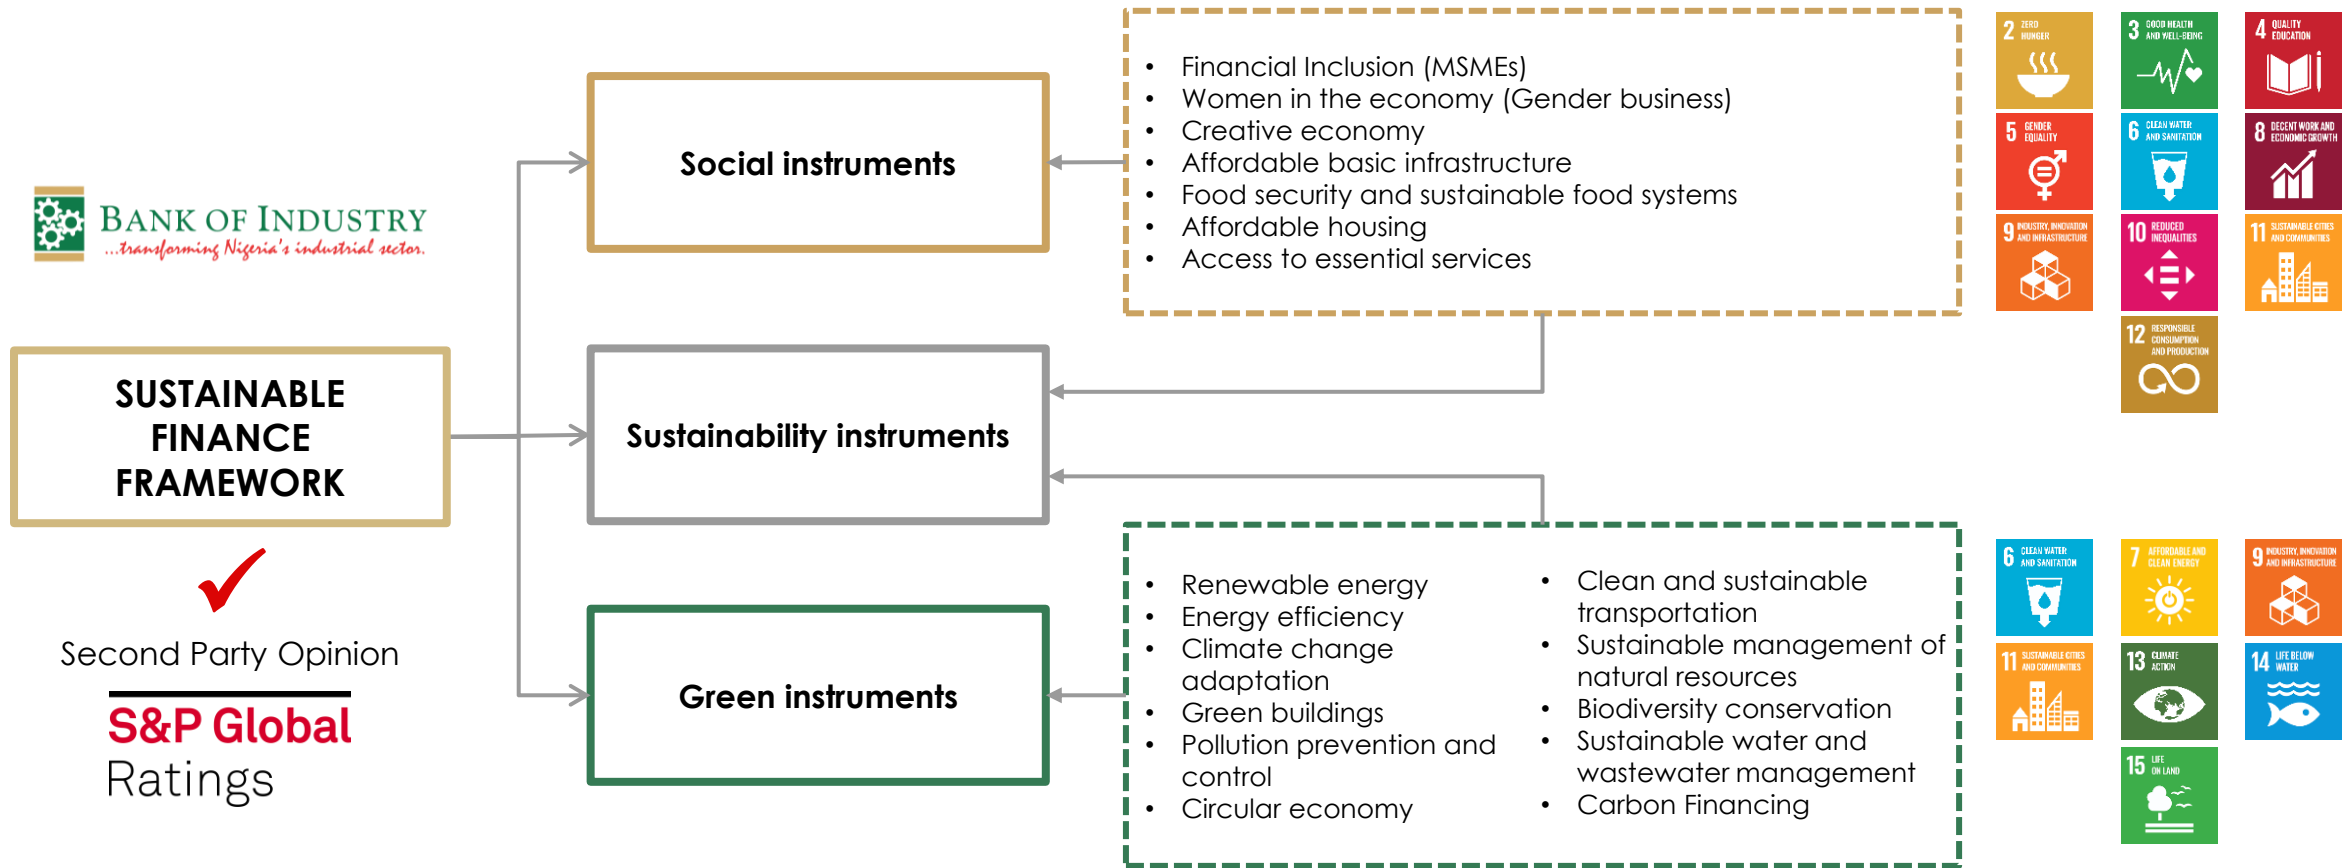 BANK OF INDUSTRY
...transforming Nigeria's industrial sector.
SUSTAINABLE
FINANCE
FRAMEWORK
Second Party Opinion
S&P Global
Ratings
Social instruments
Sustainability instruments
Green instruments
• Financial Inclusion (MSMEs)
• Women in the economy (Gender business)
• Creative economy
• Affordable basic infrastructure
• Food security and sustainable food systems
• Affordable housing
• Access to essential services
• Renewable energy
• Energy efficiency
• Climate change
adaptation
• Green buildings
• Pollution prevention and
control
• Circular economy
• Clean and sustainable
transportation
• Sustainable management of
natural resources
• Biodiversity conservation
• Sustainable water and
wastewater management
• Carbon Financing
2 ZERO
HUNGER
3 GOOD HEALTH
AND WELL-BEING
4 QUALITY
EDUCATION
5 GENDER
EQUALITY
6 CLEAN WATER
AND SANITATION
8 DECENT WORK AND
ECONOMIC GROWTH
9 INDUSTRY, INNOVATION
AND INFRASTRUCTURE
10 REDUCED
INEQUALITIES
11 SUSTAINABLE CITIES
AND COMMUNITIES
12 RESPONSIBLE
CONSUMPTION
AND PRODUCTION
6 CLEAN WATER
AND SANITATION
7 AFFORDABLE AND
CLEAN ENERGY
9 INDUSTRY, INNOVATION
AND INFRASTRUCTURE
11 SUSTAINABLE CITIES
AND COMMUNITIES
13 CLIMATE
ACTION
14 LIFE BELOW
WATER
15 LIFE
ON LAND